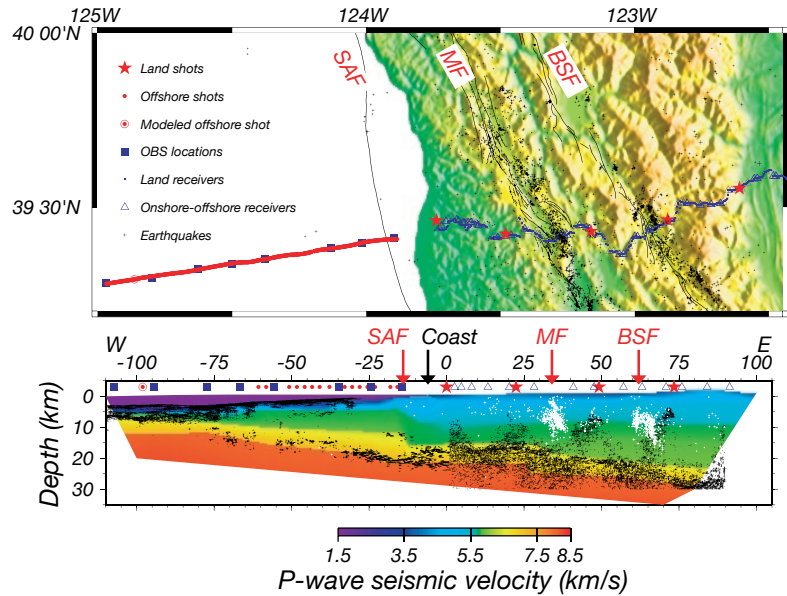 125W 124W 123W
40 00'N
SAF
MF
BSF
Land shots
Offshore shots
Modeled offshore shot
OBS locations
Land receivers
Onshore-offshore receivers
Earthquakes
39 30'N
SAF Coast MF BSF
W E
-100 -75 -50 -25 0 25 50 75 100
Depth (km)
0
10
20
30
1.5 3.5 5.5 7.5 8.5
P-wave seismic velocity (km/s)